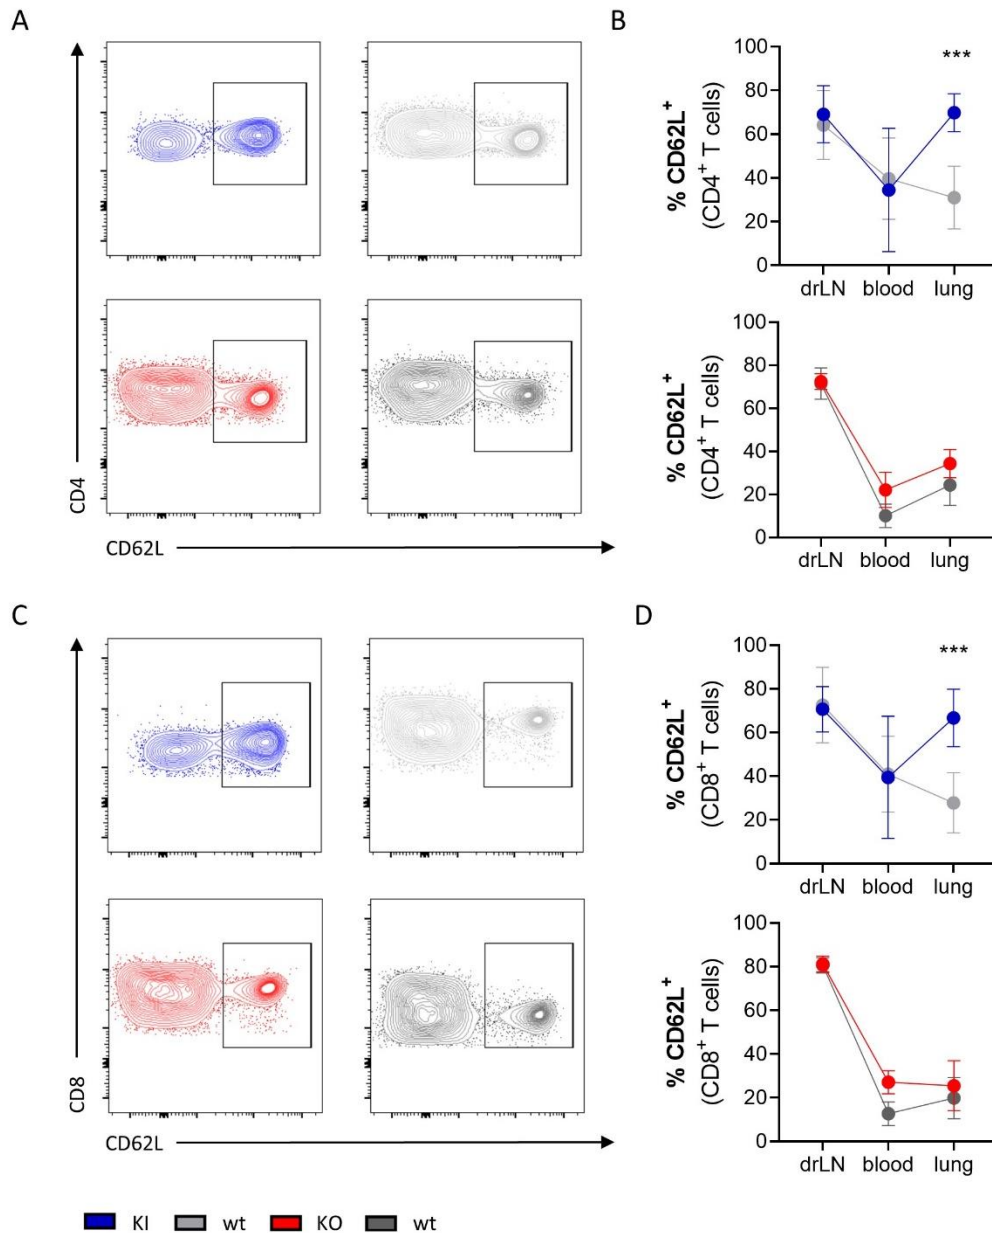 A
B
CD4
CD62L
% CD62L⁺
(CD4⁺ T cells)
100
80
60
40
20
0
***
drLN blood lung
% CD62L⁺
(CD4⁺ T cells)
100
80
60
40
20
0
drLN blood lung
C
D
CD8
CD62L
% CD62L⁺
(CD8⁺ T cells)
100
80
60
40
20
0
***
drLN blood lung
% CD62L⁺
(CD8⁺ T cells)
100
80
60
40
20
0
drLN blood lung
KI wt KO wt